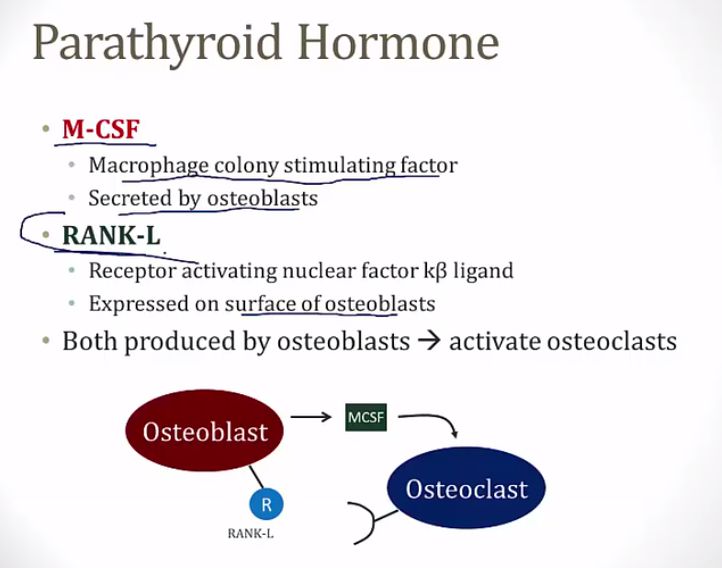 Parathyroid Hormone
• M-CSF
• Macrophage colony stimulating factor
• Secreted by osteoblasts
• RANK-L
• Receptor activating nuclear factor kβ ligand
• Expressed on surface of osteoblasts
• Both produced by osteoblasts → activate osteoclasts
Osteoblast
MCSF
Osteoclast
R
RANK-L